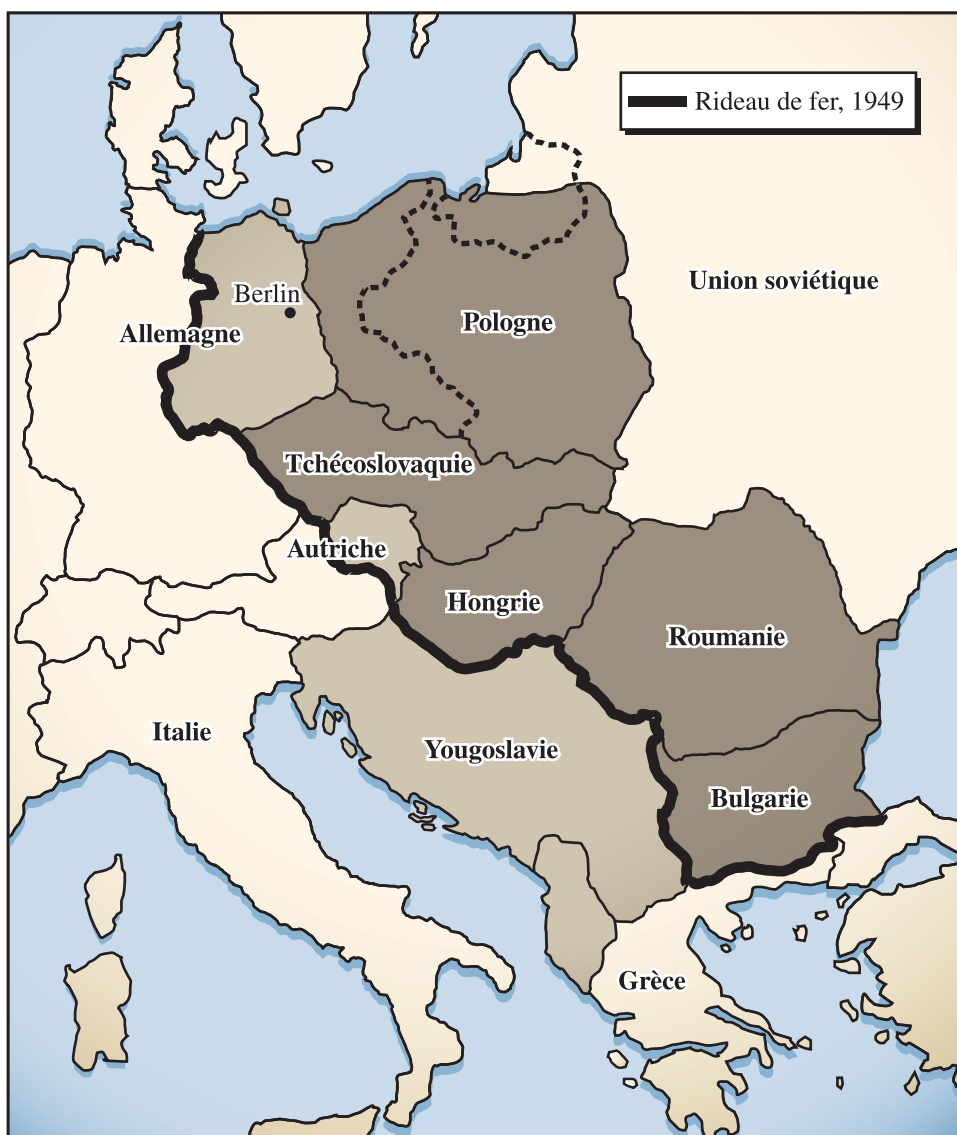 Rideau de fer, 1949
Union soviétique
Berlin
Allemagne
Pologne
Tchécoslovaquie
Autriche
Hongrie
Roumanie
Italie
Yougoslavie
Bulgarie
Grèce